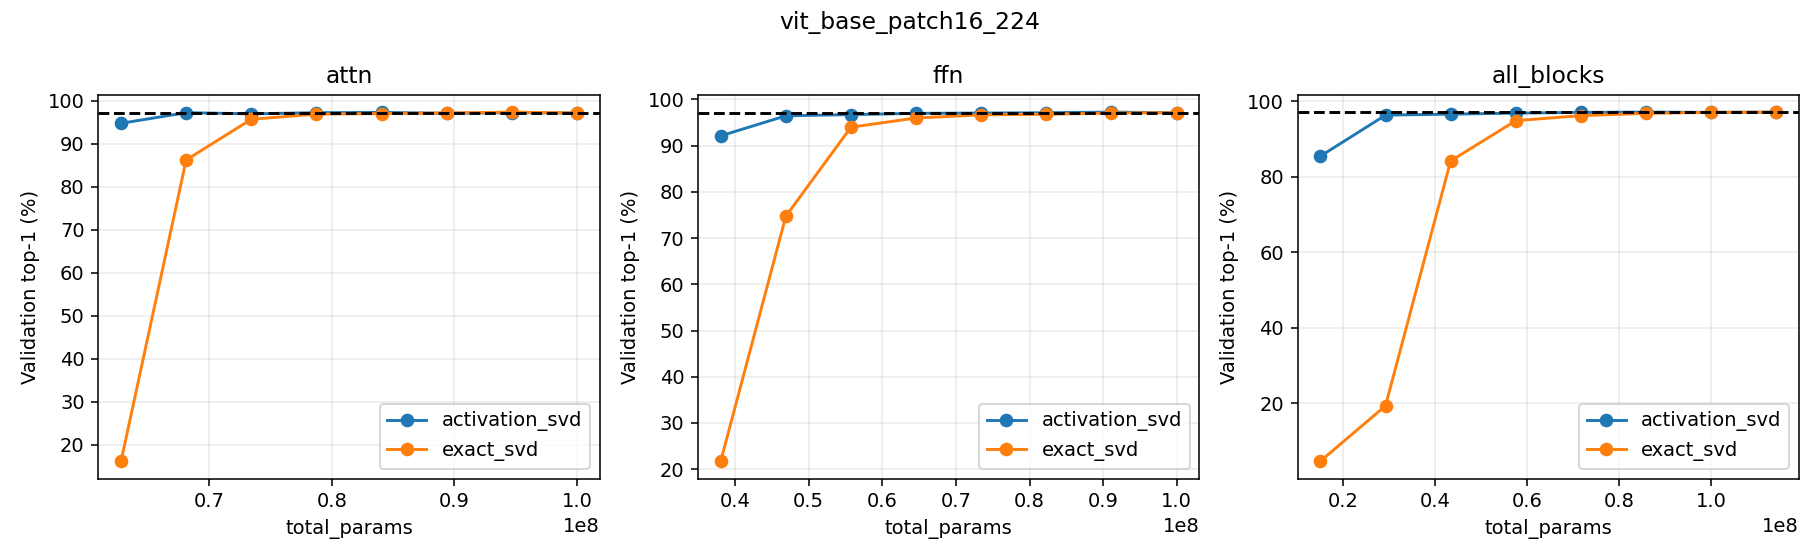 vit_base_patch16_224
attn
100
90
80
70
60
50
40
30
20
Validation top-1 (%)
0.7
0.8
0.9
1.0
total_params
1e8
activation_svd
exact_svd
ffn
100
90
80
70
60
50
40
30
20
Validation top-1 (%)
0.4
0.5
0.6
0.7
0.8
0.9
1.0
total_params
1e8
activation_svd
exact_svd
all_blocks
100
80
60
40
20
Validation top-1 (%)
0.2
0.4
0.6
0.8
1.0
total_params
1e8
activation_svd
exact_svd